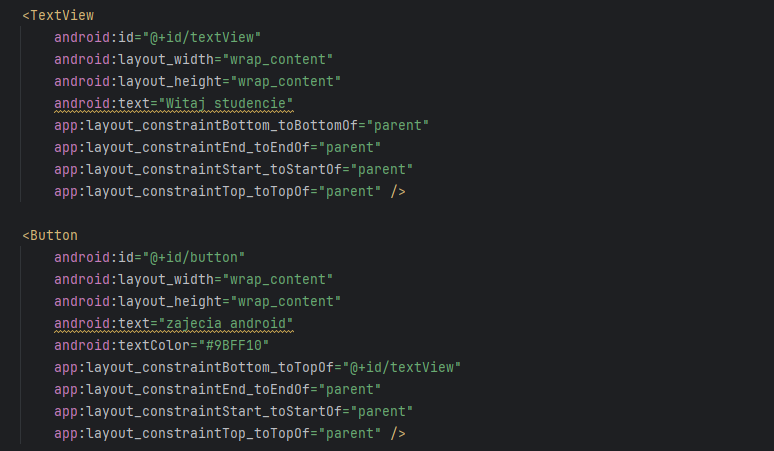 <TextView
android:id="@+id/textView"
android:layout_width="wrap_content"
android:layout_height="wrap_content"
android:text="Witaj studencie"
app:layout_constraintBottom_toBottomOf="parent"
app:layout_constraintEnd_toEndOf="parent"
app:layout_constraintStart_toStartOf="parent"
app:layout_constraintTop_toTopOf="parent" />
<Button
android:id="@+id/button"
android:layout_width="wrap_content"
android:layout_height="wrap_content"
android:text="zajecia android"
android:textColor="#9BFF10"
app:layout_constraintBottom_toTopOf="@+id/textView"
app:layout_constraintEnd_toEndOf="parent"
app:layout_constraintStart_toStartOf="parent"
app:layout_constraintTop_toTopOf="parent" />